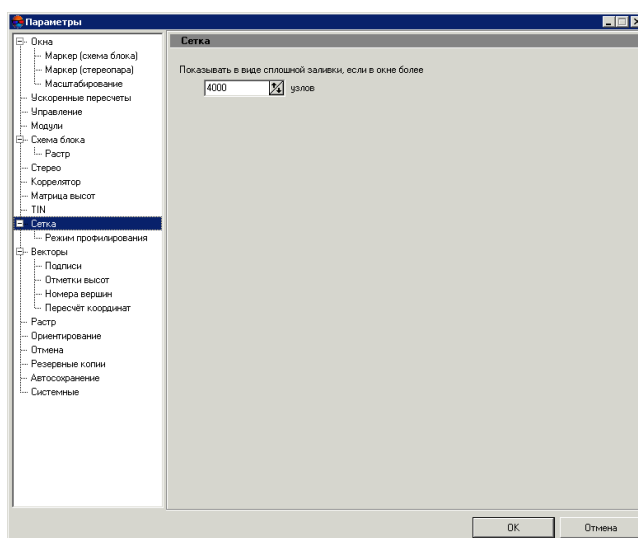 Параметры
Окна
Маркер (схема блока)
Маркер (стереопара)
Масштабирование
Ускоренные пересчеты
Управление
Модули
Схема блока
Растр
Стерео
Коррелятор
Матрица высот
TIN
Сетка
Режим профилирования
Векторы
Подписи
Отметки высот
Номера вершин
Пересчёт координат
Растр
Ориентирование
Отмена
Резервные копии
Автосохранение
Системные
Сетка
Показывать в виде сплошной заливки, если в окне более
4000 узлов
OK Отмена